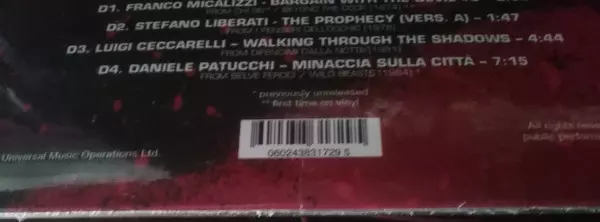 D1. FRANCO MICALIZZI - BARGAIN WITH THE DEVIL
D2. STEFANO LIBERATI - THE PROPHECY (VERS. A) – 1:47
D3. LUIGI CECCARELLI – WALKING THROUGH THE SHADOWS – 4:44
D4. DANIELE PATUCCHI – MINACCIA SULLA CITTÀ – 7:15
FROM BELVE FEROCI / WILD BEASTS (1984)
* previously unreleased
** first time on vinyl
Universal Music Operations Ltd.
All rights
public perform
060243831729 5